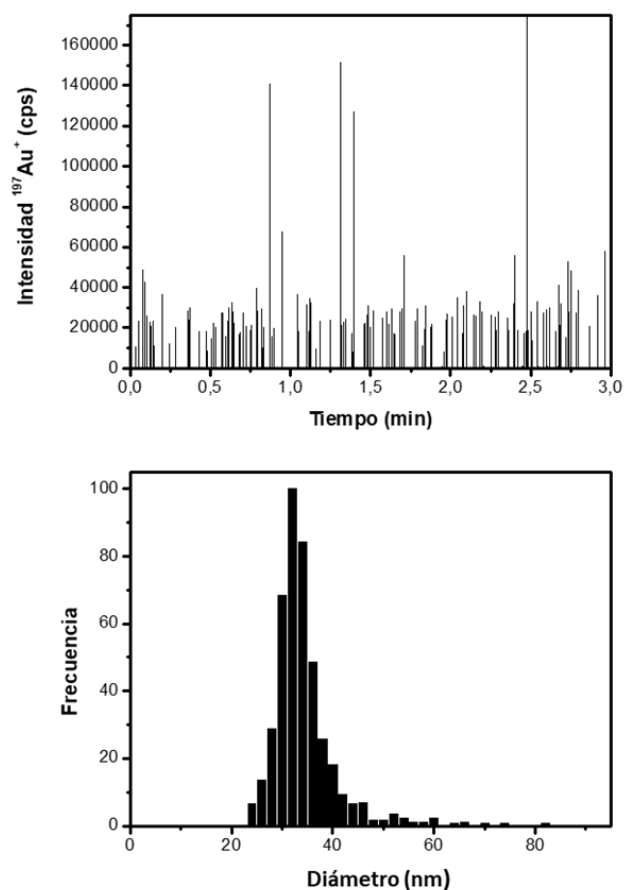 160000
140000
120000
100000
80000
60000
40000
20000
0
Intensidad ¹⁹⁷Au⁺ (cps)
0,0 0,5 1,0 1,5 2,0 2,5 3,0
Tiempo (min)
100
80
60
40
20
0
Frecuencia
0 20 40 60 80
Diámetro (nm)